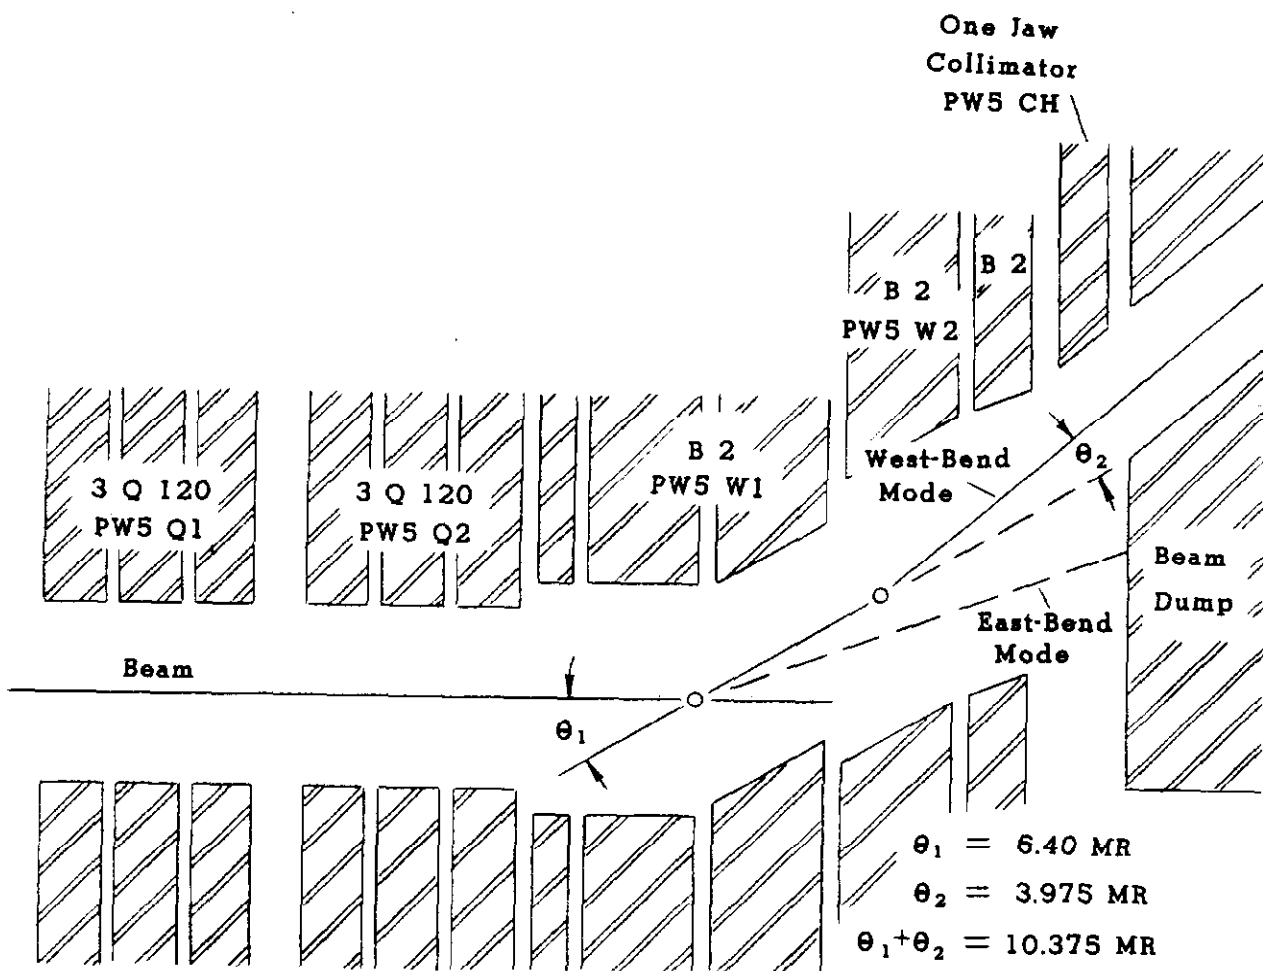 One Jaw
Collimator
PW5 CH
B 2
B 2
PW5 W2
B 2
PW5 W1
3 Q 120
PW5 Q1
3 Q 120
PW5 Q2
West-Bend
Mode
θ2
Beam
Dump
East-Bend
Mode
Beam
θ1
θ1 = 6.40 MR
θ2 = 3.975 MR
θ1+θ2 = 10.375 MR